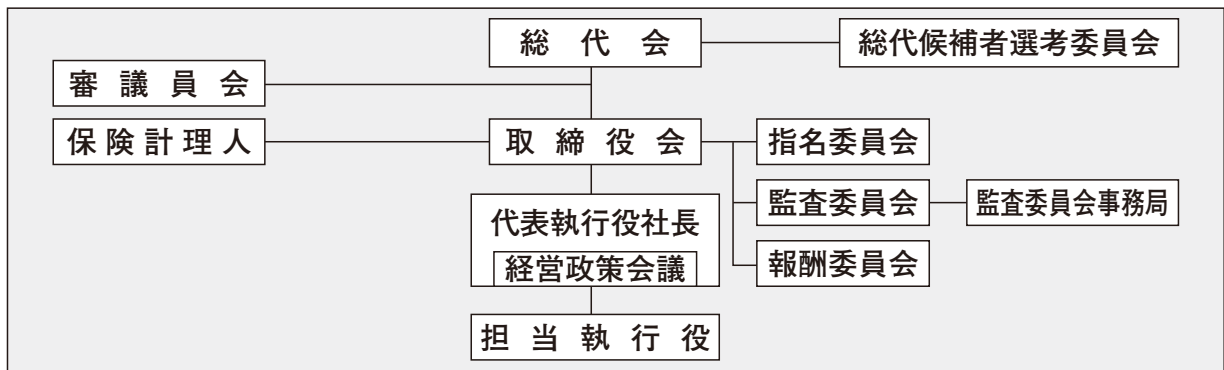 総代会
総代候補者選考委員会
審議員会
保険計理人
取締役会
指名委員会
監査委員会
監査委員会事務局
代表執行役社長
経営政策会議
報酬委員会
担当執行役